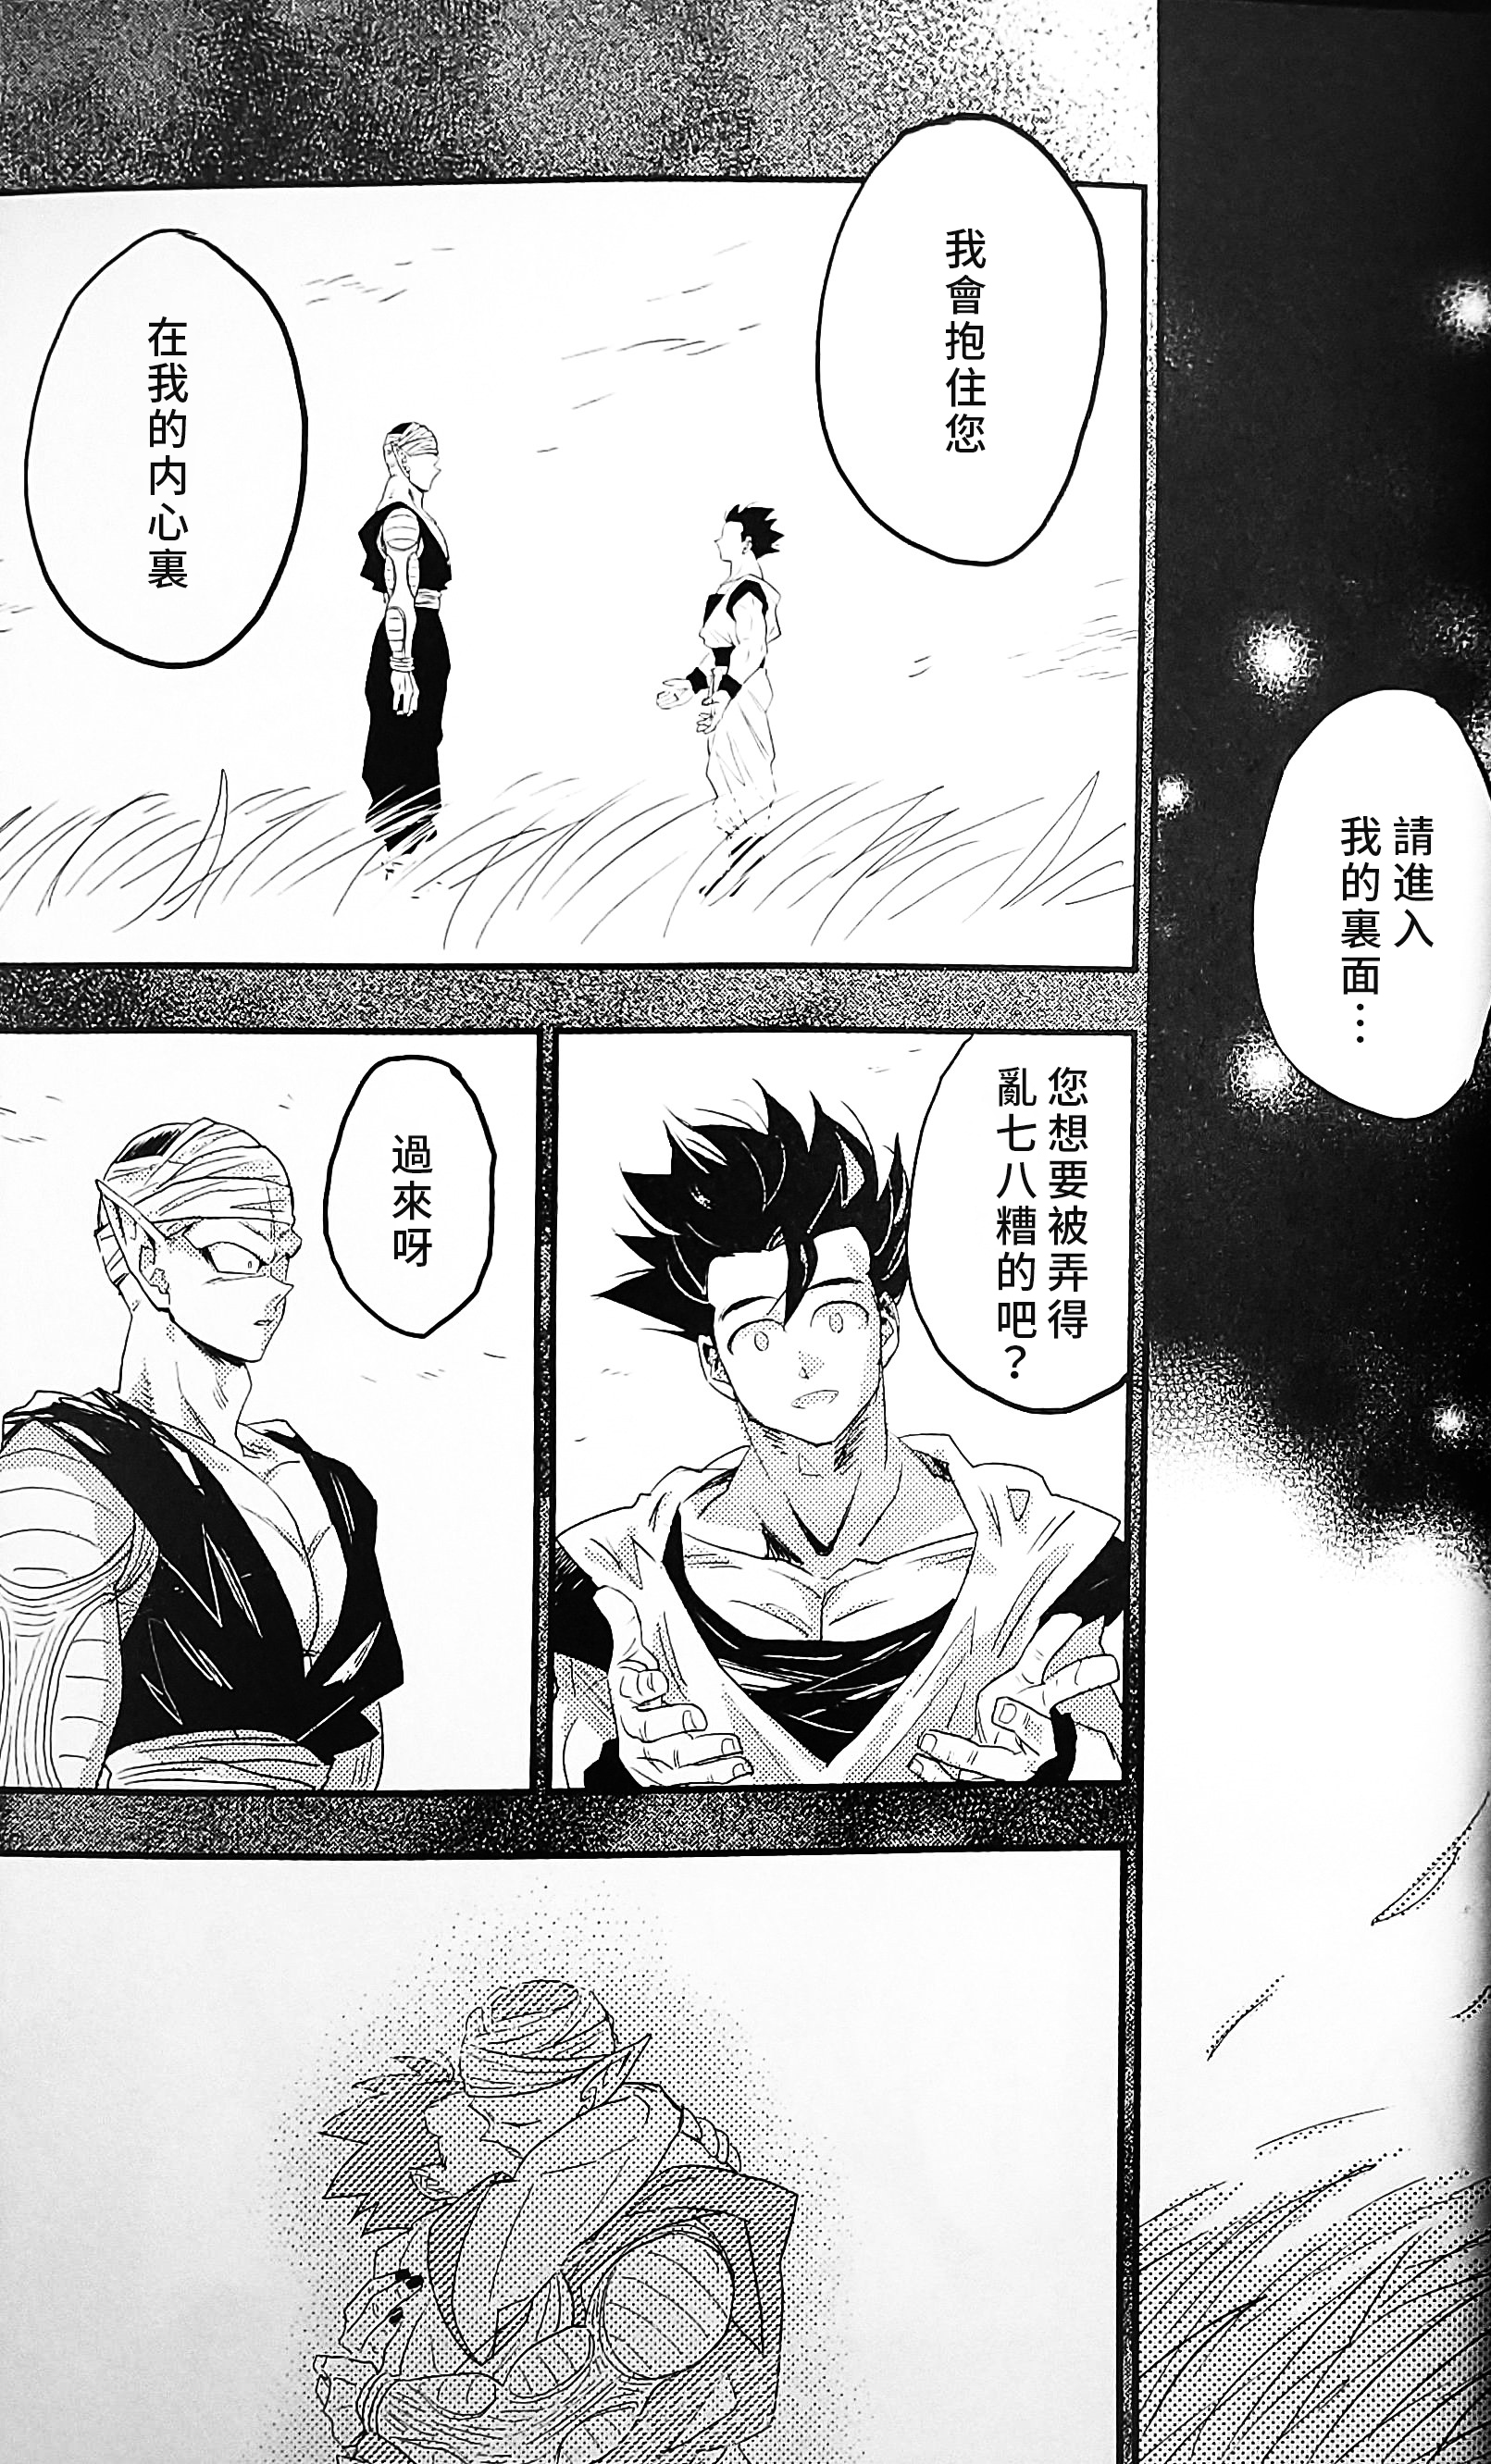 請進入
我的裏面…
我會抱住您
在我的内心裏
您想要被弄得
亂七八糟的吧？
過來呀